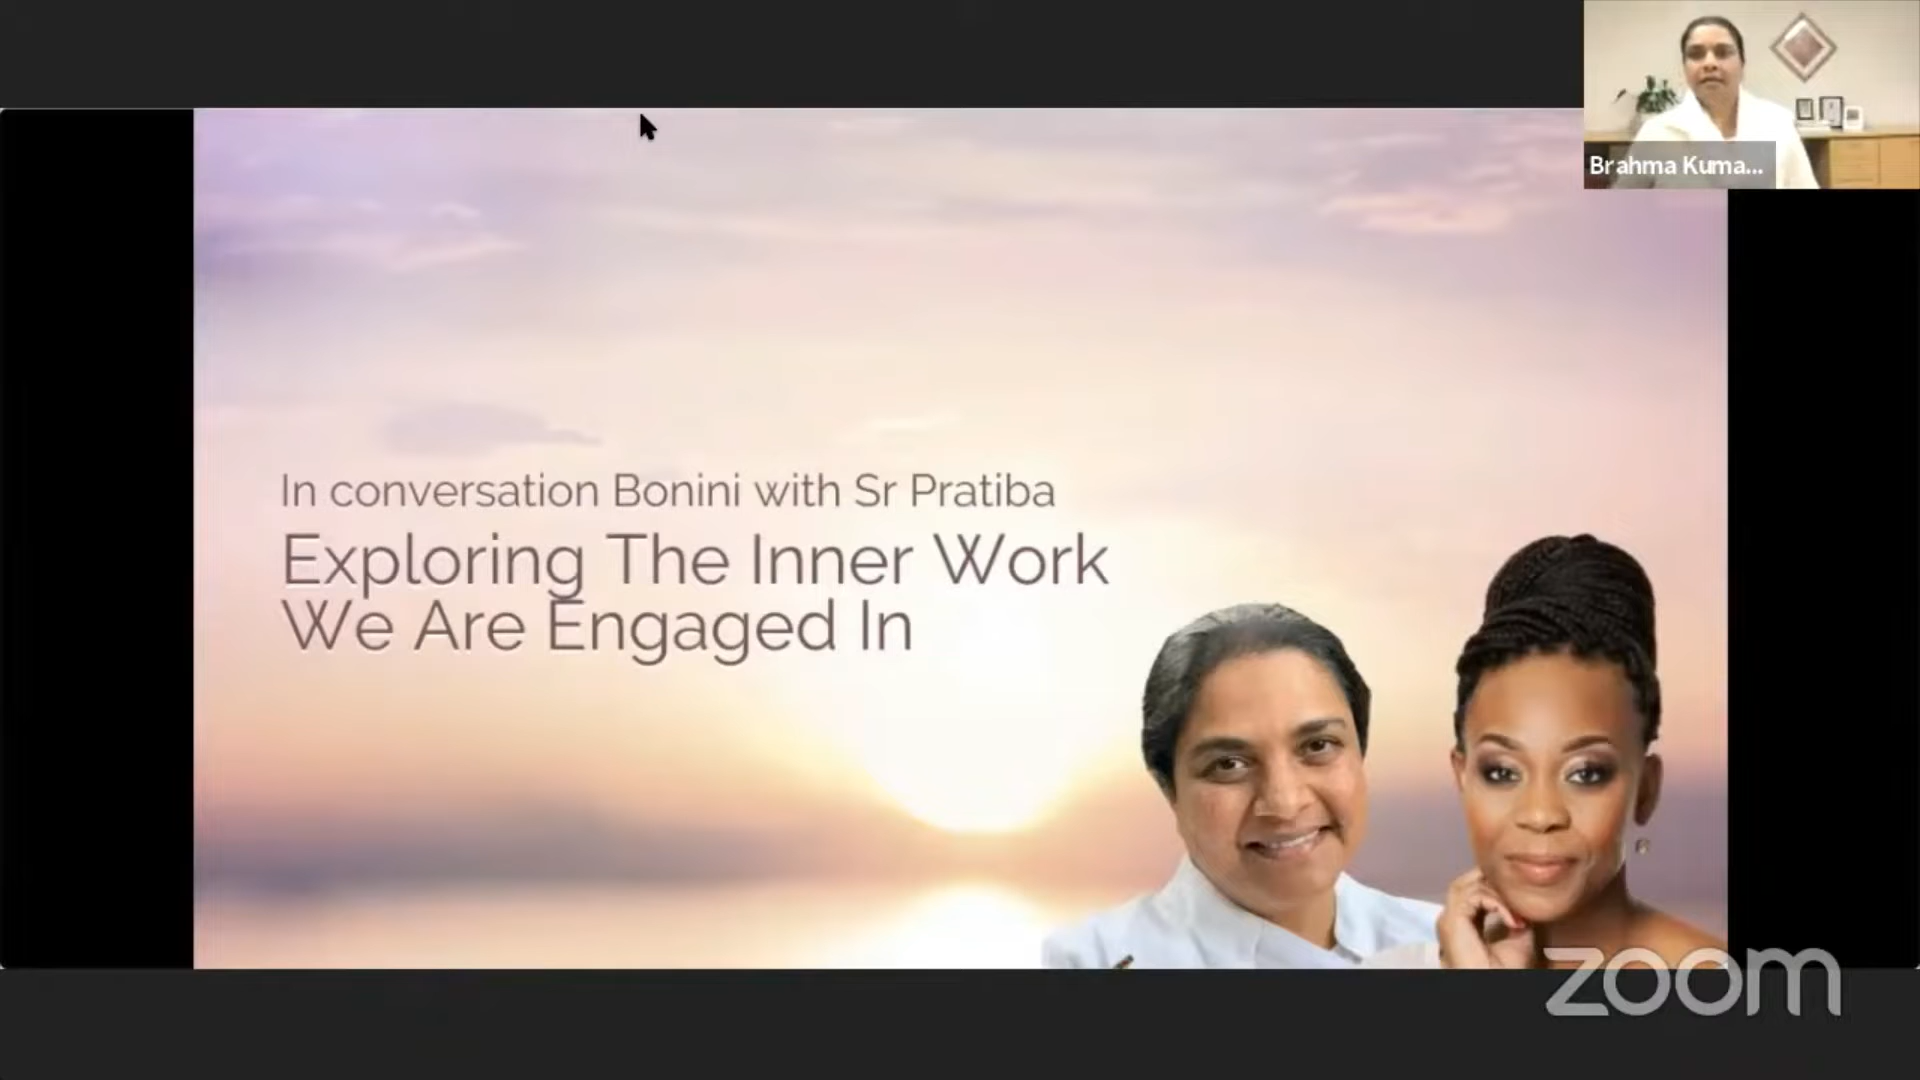 Brahma Kuma...
In conversation Bonini with Sr Pratiba
Exploring The Inner Work
We Are Engaged In
zoom